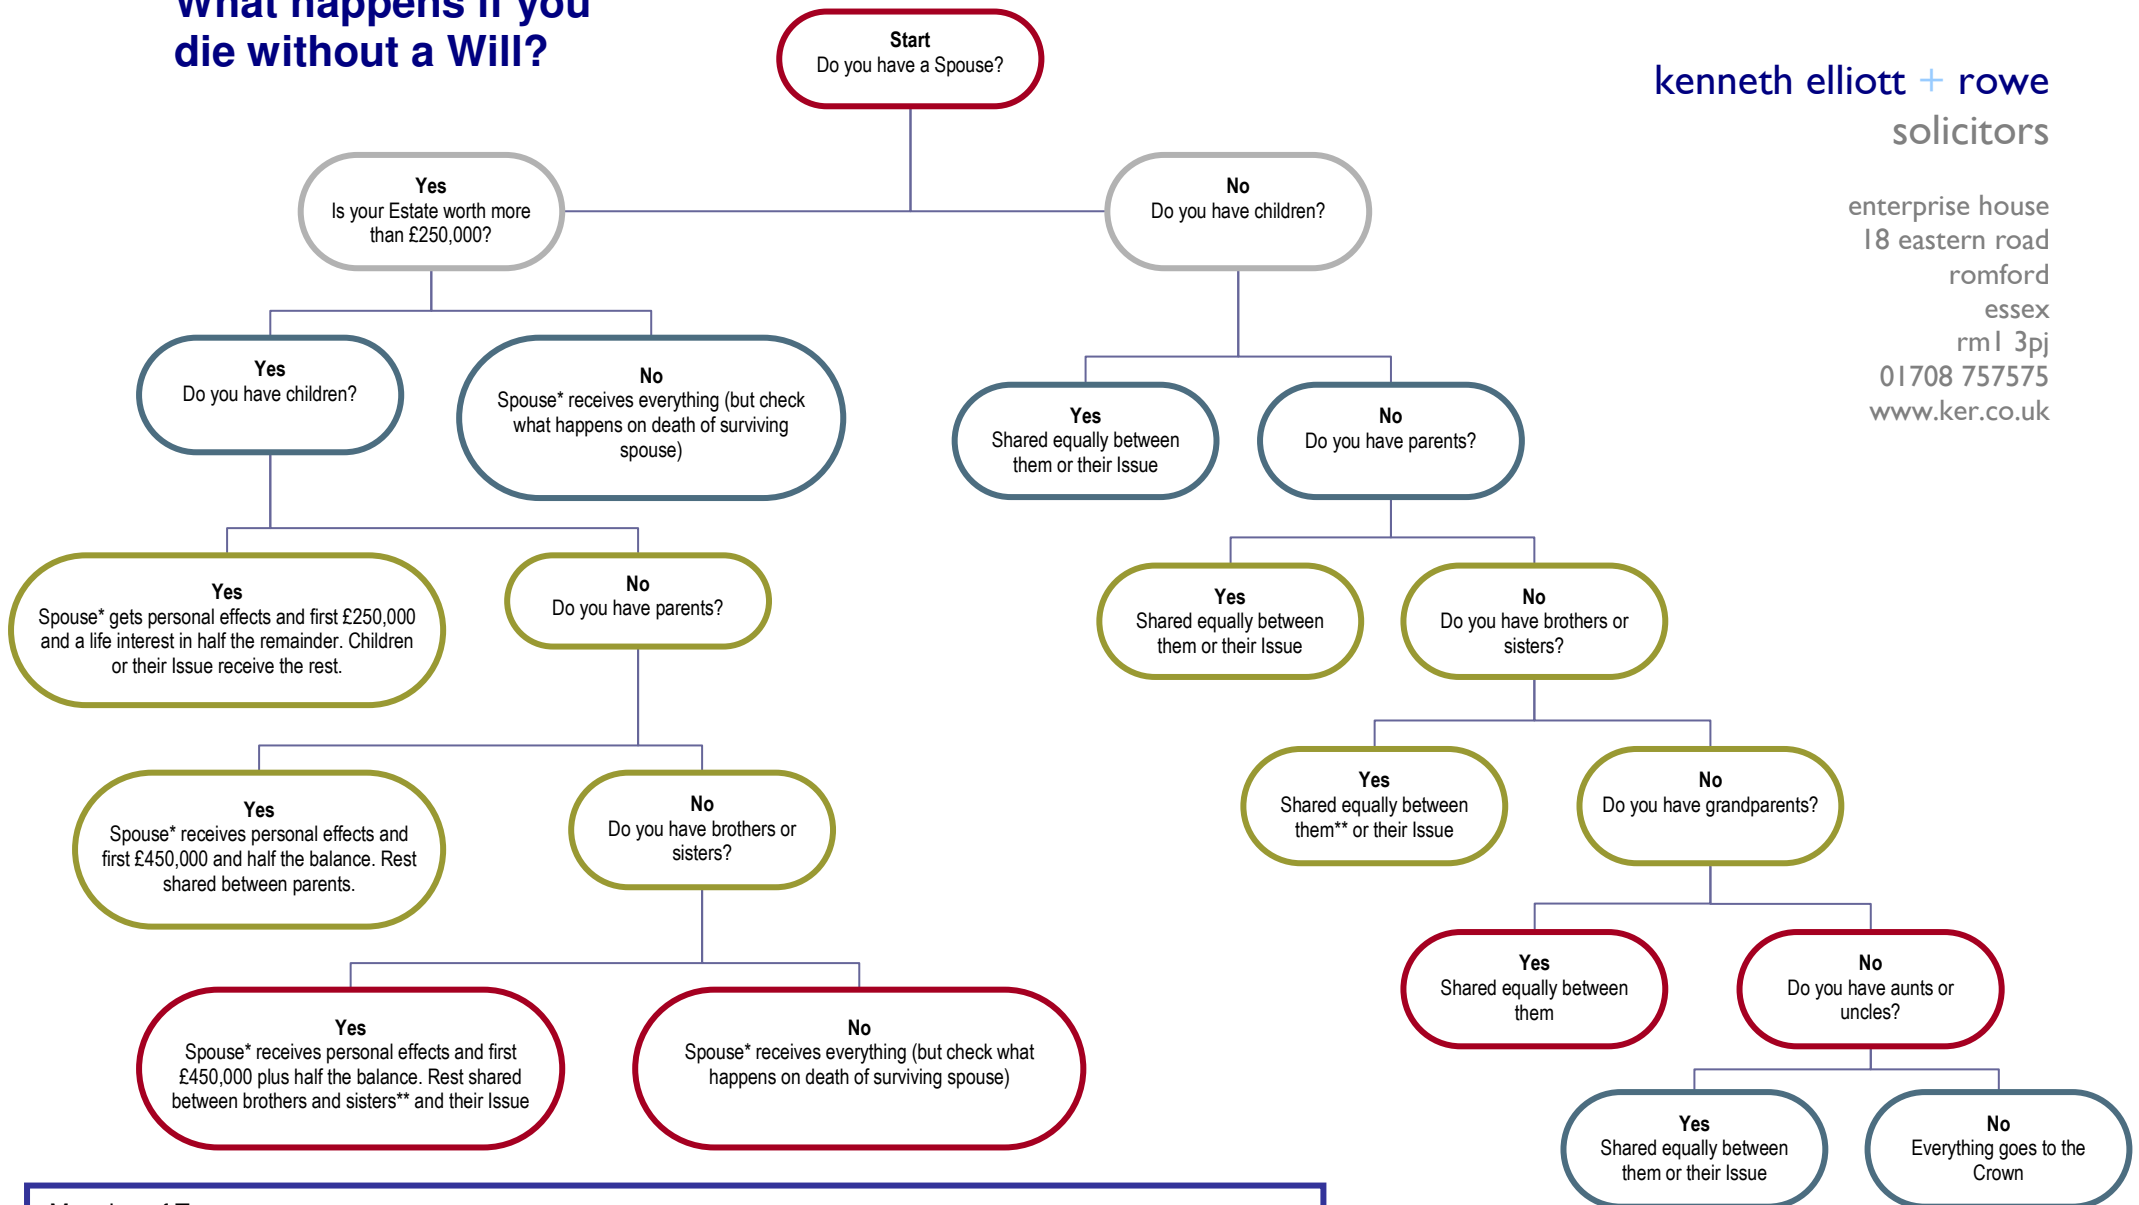 What happens if you
die without a Will?
kenneth elliott + rowe
solicitors
enterprise house
18 eastern road
romford
essex
rm1 3pj
01708 757575
www.ker.co.uk
Start
Do you have a Spouse?
Yes
Is your Estate worth more
than £250,000?
No
Do you have children?
Yes
Do you have children?
No
Spouse* receives everything (but check
what happens on death of surviving
spouse)
Yes
Shared equally between
them or their Issue
No
Do you have parents?
Yes
Spouse* gets personal effects and first £250,000
and a life interest in half the remainder. Children
or their Issue receive the rest.
No
Do you have parents?
Yes
Shared equally between
them or their Issue
No
Do you have brothers or
sisters?
Yes
Spouse* receives personal effects and
first £450,000 and half the balance. Rest
shared between parents.
No
Do you have brothers or
sisters?
Yes
Shared equally between
them** or their Issue
No
Do you have grandparents?
Yes
Spouse* receives personal effects and first
£450,000 plus half the balance. Rest shared
between brothers and sisters** and their Issue
No
Spouse* receives everything (but check what
happens on death of surviving spouse)
Yes
Shared equally between
them
No
Do you have aunts or
uncles?
Yes
Shared equally between
them or their Issue
No
Everything goes to the
Crown